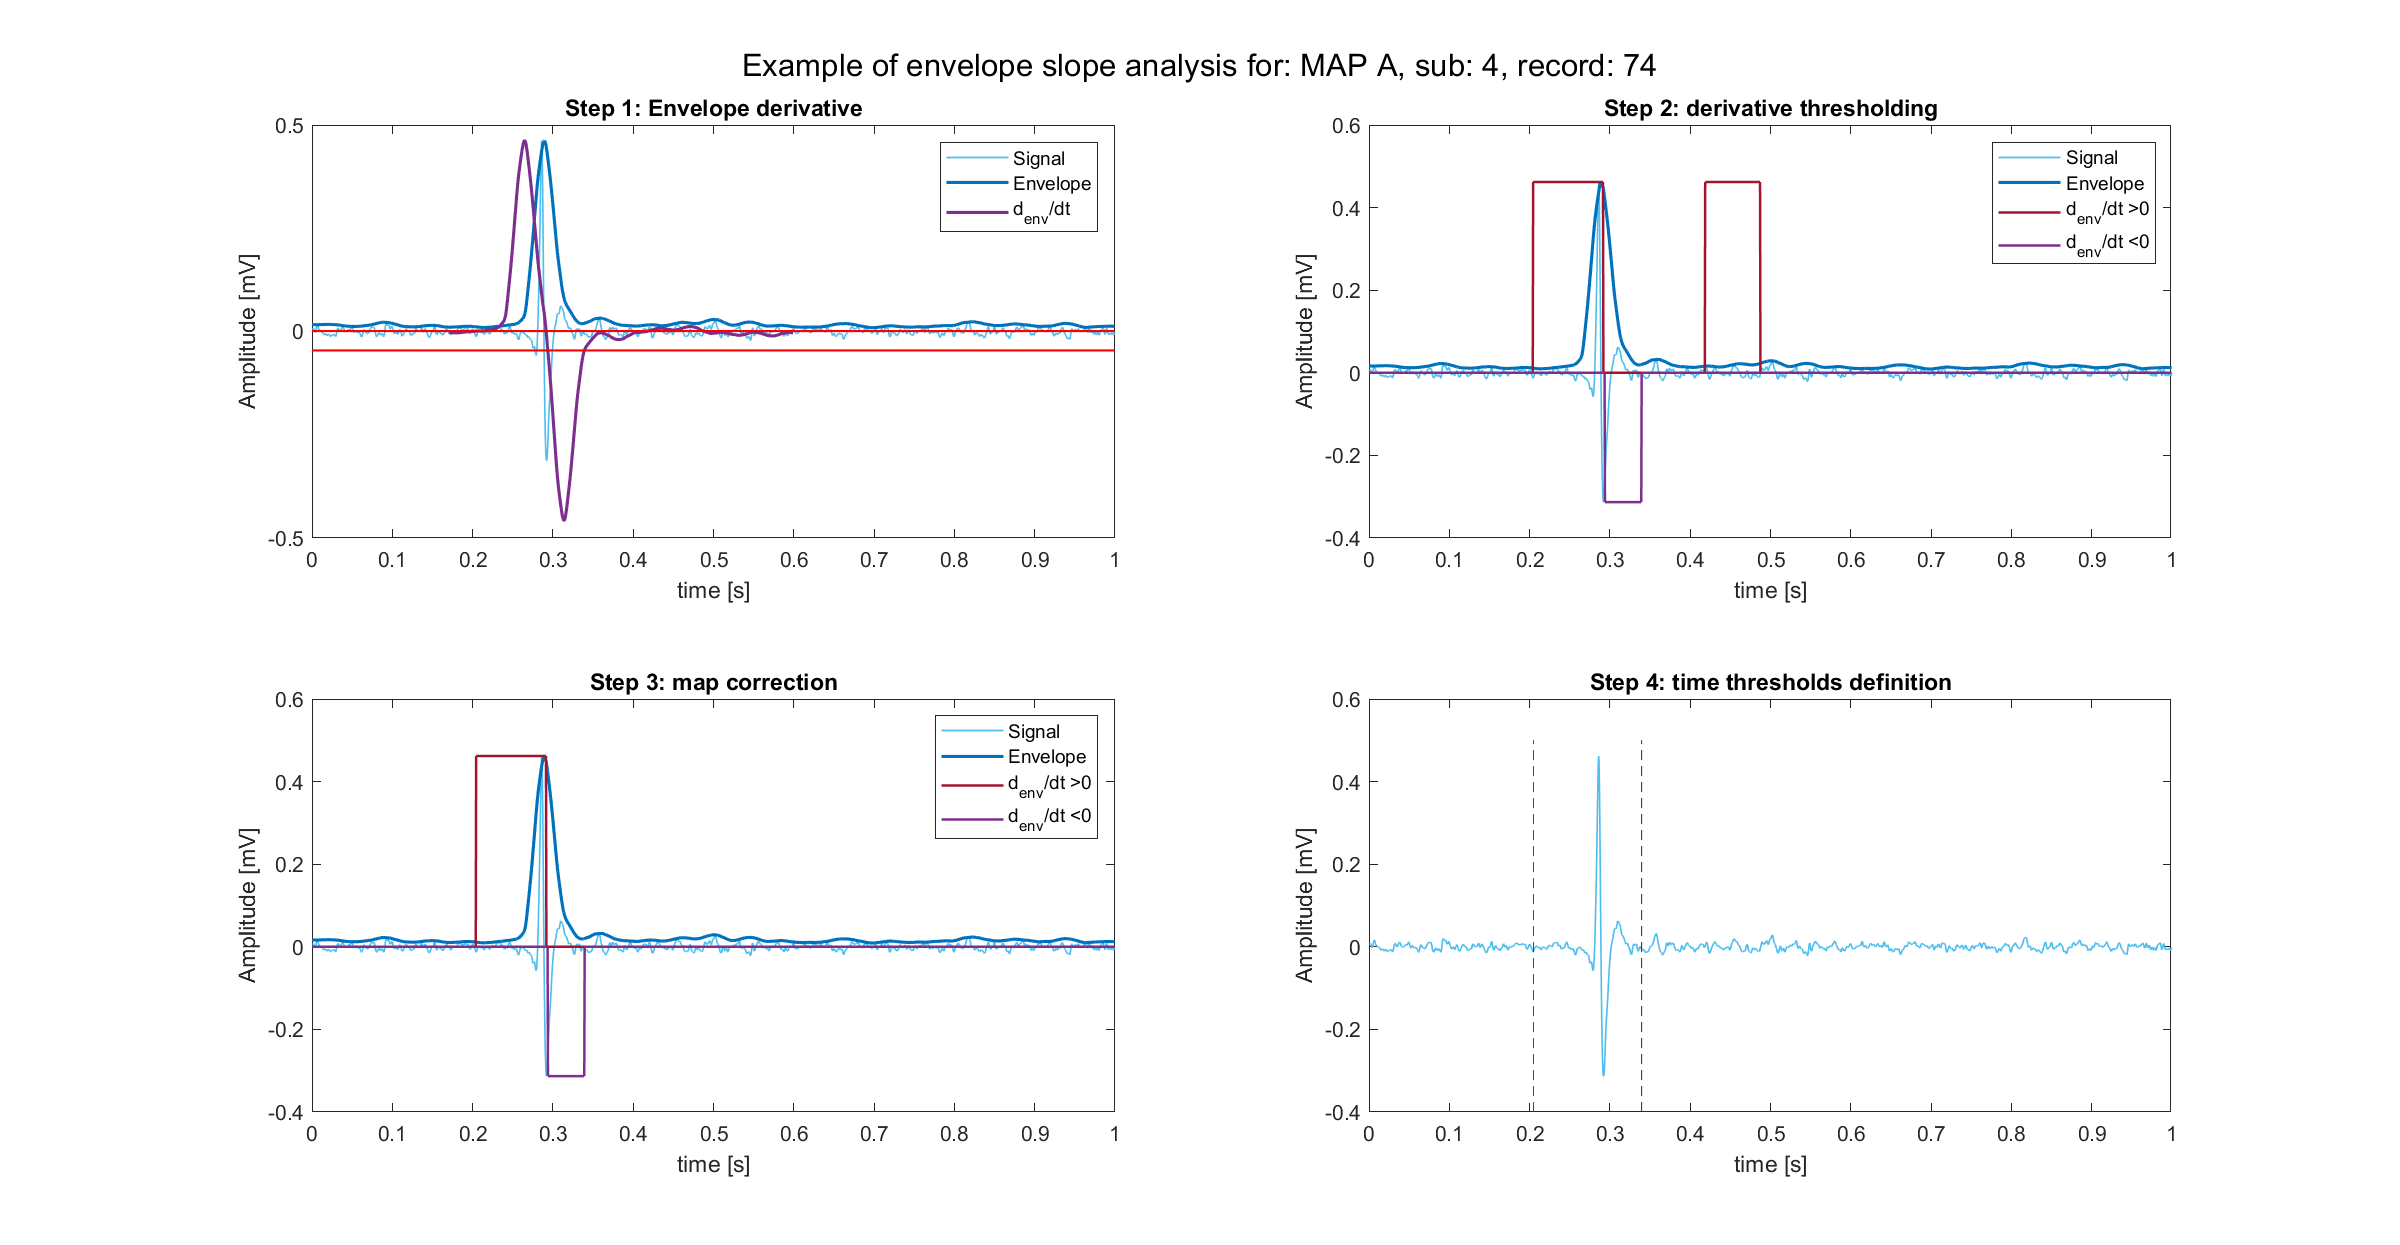 Example of envelope slope analysis for: MAP A, sub: 4, record: 74
Step 1: Envelope derivative
0.5
0
-0.5
Amplitude [mV]
0 0.1 0.2 0.3 0.4 0.5 0.6 0.7 0.8 0.9 1
time [s]
Signal
Envelope
d_env/dt
Step 2: derivative thresholding
0.6
0.4
0.2
0
-0.2
-0.4
Amplitude [mV]
0 0.1 0.2 0.3 0.4 0.5 0.6 0.7 0.8 0.9 1
time [s]
Signal
Envelope
d_env/dt >0
d_env/dt <0
Step 3: map correction
0.6
0.4
0.2
0
-0.2
-0.4
Amplitude [mV]
0 0.1 0.2 0.3 0.4 0.5 0.6 0.7 0.8 0.9 1
time [s]
Signal
Envelope
d_env/dt >0
d_env/dt <0
Step 4: time thresholds definition
0.6
0.4
0.2
0
-0.2
-0.4
Amplitude [mV]
0 0.1 0.2 0.3 0.4 0.5 0.6 0.7 0.8 0.9 1
time [s]